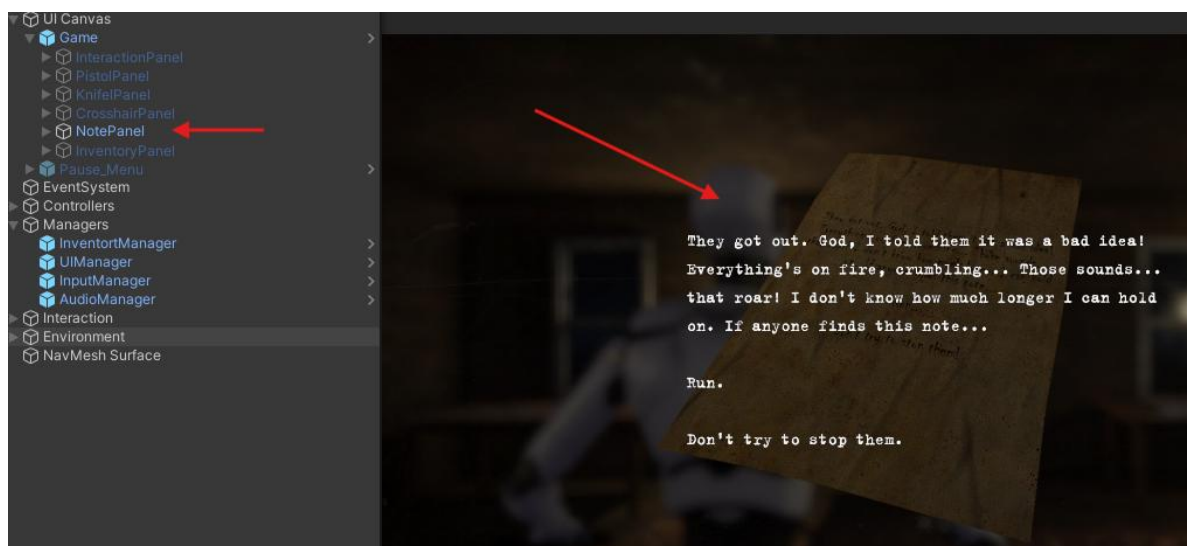 UI Canvas
Game
InteractionPanel
PistolPanel
KnifelPanel
CrosshairPanel
NotePanel
InventoryPanel
Pause_Menu
EventSystem
Controllers
Managers
InventortManager
UIManager
InputManager
AudioManager
Interaction
Environment
NavMesh Surface
They got out. God, I told them it was a bad idea!
Everything's on fire, crumbling... Those sounds...
that roar! I don't know how much longer I can hold
on. If anyone finds this note...
Run.
Don't try to stop them.